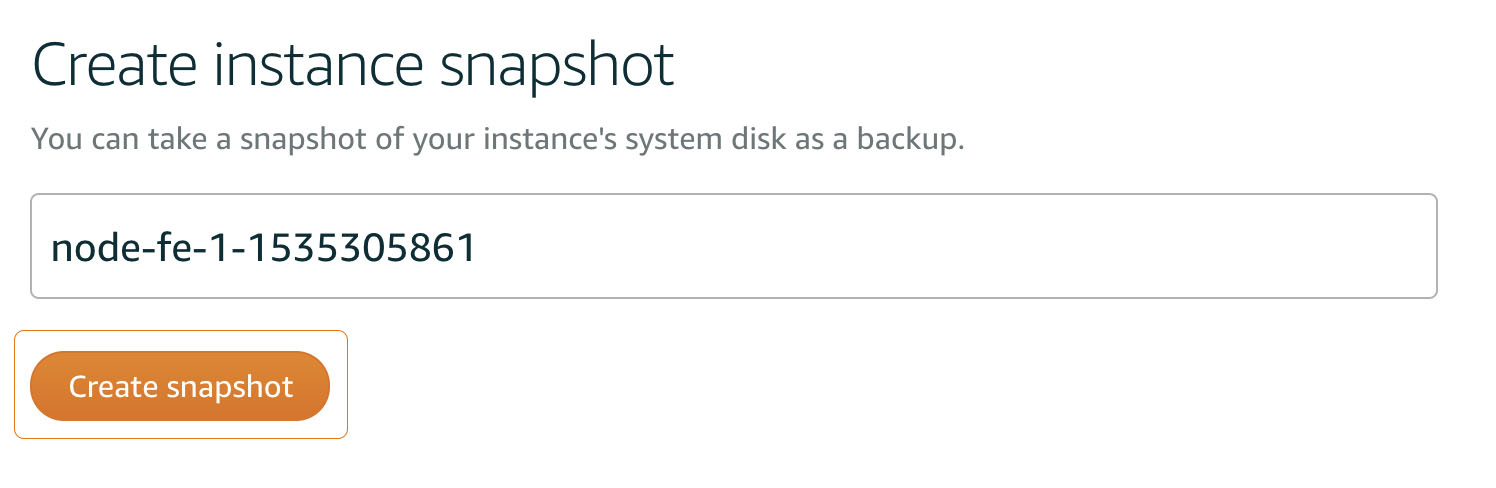 Create instance snapshot
You can take a snapshot of your instance's system disk as a backup.
node-fe-1-1535305861
Create snapshot